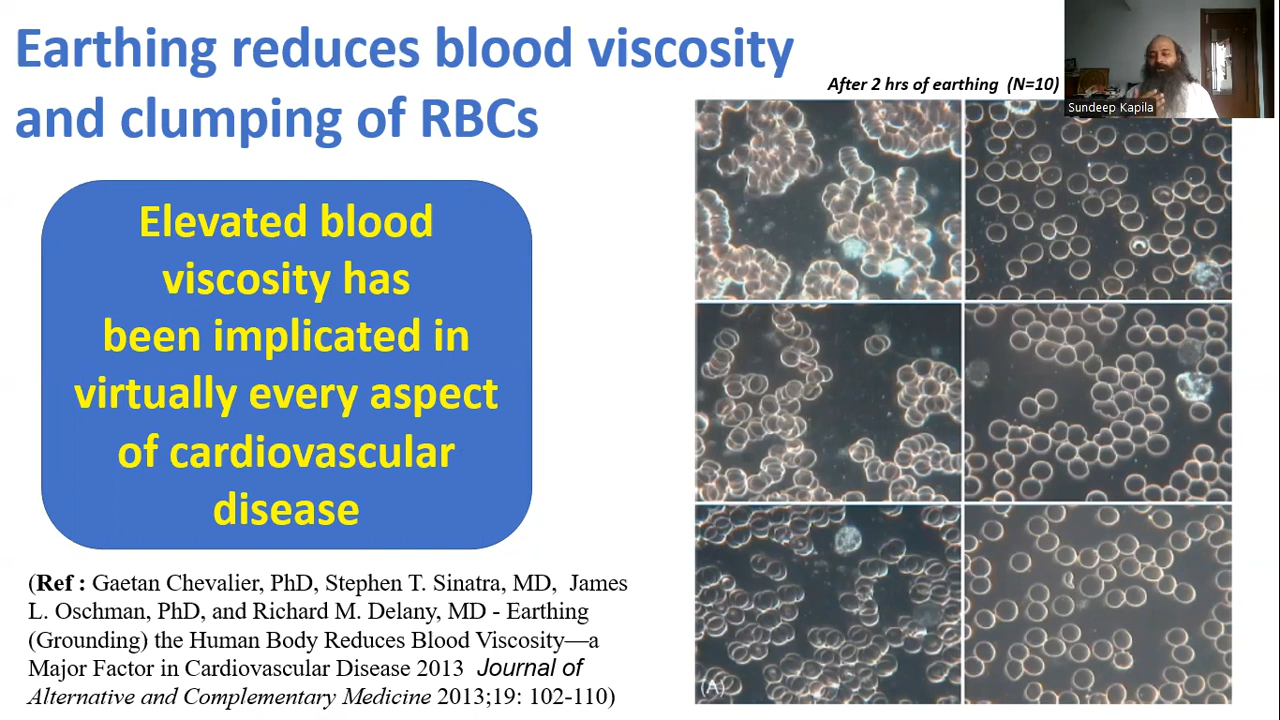 Earthing reduces blood viscosity
and clumping of RBCs
After 2 hrs of earthing (N=10)
Sundeep Kapila
Elevated blood
viscosity has
been implicated in
virtually every aspect
of cardiovascular
disease
(Ref : Gaetan Chevalier, PhD, Stephen T. Sinatra, MD, James
L. Oschman, PhD, and Richard M. Delany, MD - Earthing
(Grounding) the Human Body Reduces Blood Viscosity—a
Major Factor in Cardiovascular Disease 2013 Journal of
Alternative and Complementary Medicine 2013;19: 102-110)
(A)